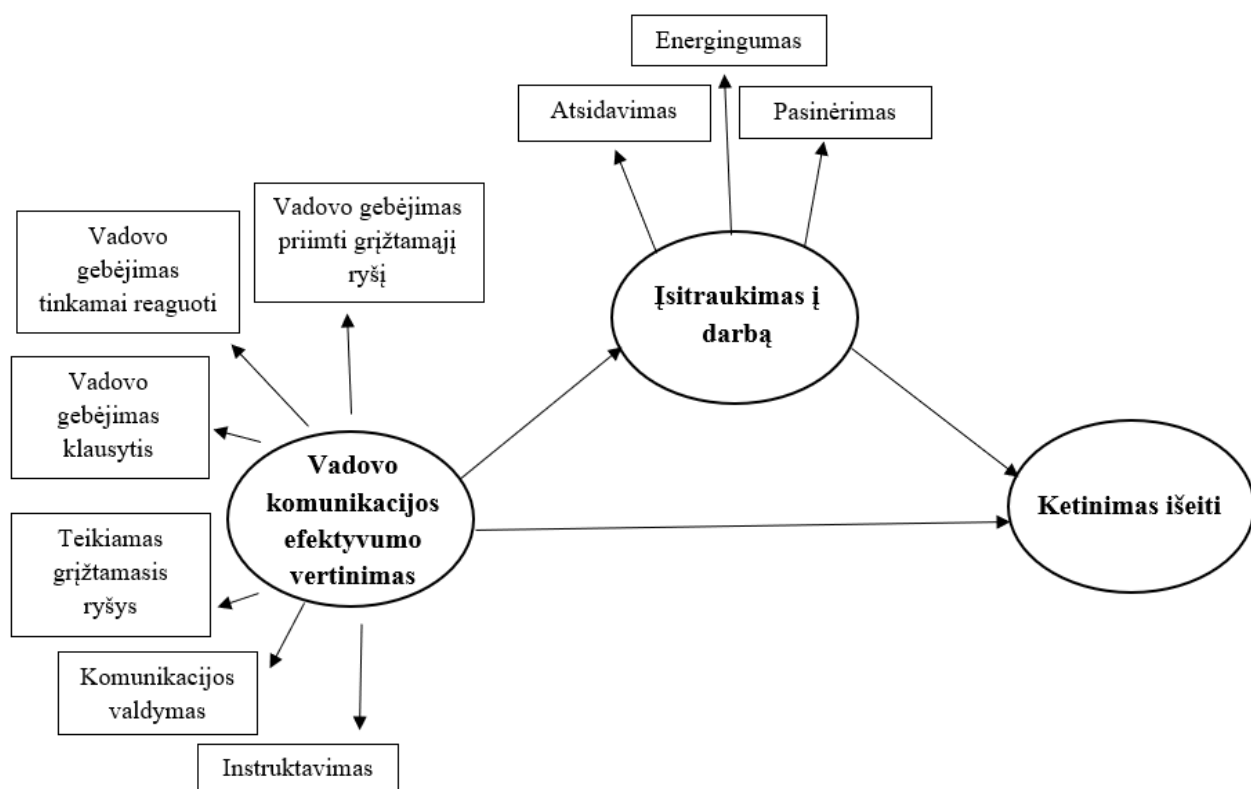 Energingumas
Atsidavimas
Pasinėrimas
Vadovo gebėjimas
priimti grįžtamąjį
ryšį
Vadovo
gebėjimas
tinkamai reaguoti
Įsitraukimas į
darbą
Vadovo
gebėjimas
klausytis
Vadovo
komunikacijos
efektyvumo
vertinimas
Ketinimas išeiti
Teikiamas
grįžtamasis
ryšys
Komunikacijos
valdymas
Instruktavimas